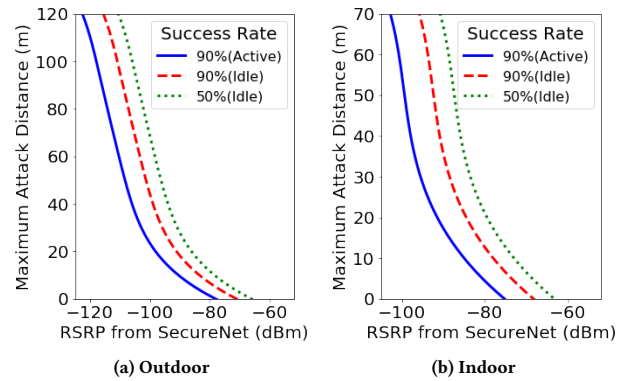 120
100
80
60
40
20
0
Maximum Attack Distance (m)
Success Rate
90%(Active)
90%(Idle)
50%(Idle)
−120
−100
−80
−60
RSRP from SecureNet (dBm)
(a) Outdoor
70
60
50
40
30
20
10
0
Maximum Attack Distance (m)
Success Rate
90%(Active)
90%(Idle)
50%(Idle)
−100
−80
−60
RSRP from SecureNet (dBm)
(b) Indoor